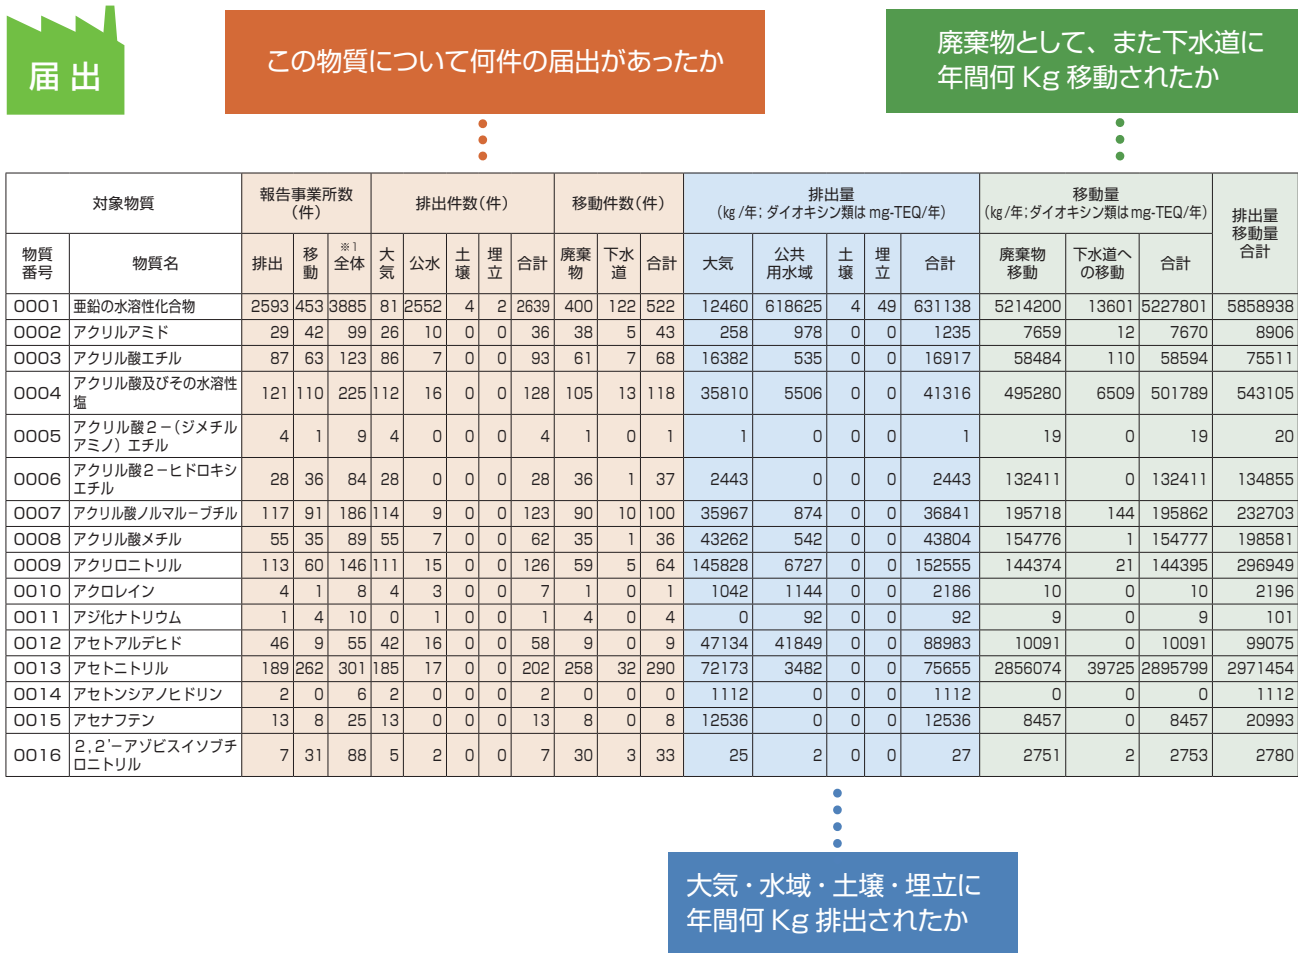 届出
この物質について何件の届出があったか
廃棄物として、また下水道に
年間何 Kg 移動されたか
対象物質 報告事業所数(件) 排出件数(件) 移動件数(件) 排出量(kg/年;ダイオキシン類は mg-TEQ/年) 移動量(kg/年;ダイオキシン類は mg-TEQ/年) 排出量移動量合計
物質番号 物質名 排出 移動 ※1全体 大気 公水 土壌 埋立 合計 廃棄物 下水道 合計 大気 公共用水域 土壌 埋立 合計 廃棄物移動 下水道への移動 合計
0001 亜鉛の水溶性化合物 2593 453 3885 81 2552 4 2 2639 400 122 522 12460 618625 4 49 631138 5214200 13601 5227801 5858938
0002 アクリルアミド 29 42 99 26 10 0 0 36 38 5 43 258 978 0 0 1235 7659 12 7670 8906
0003 アクリル酸エチル 87 63 123 86 7 0 0 93 61 7 68 16382 535 0 0 16917 58484 110 58594 75511
0004 アクリル酸及びその水溶性塩 121 110 225 112 16 0 0 128 105 13 118 35810 5506 0 0 41316 495280 6509 501789 543105
0005 アクリル酸2-(ジメチルアミノ)エチル 4 1 9 4 0 0 0 4 1 0 1 1 0 0 0 1 19 0 19 20
0006 アクリル酸2-ヒドロキシエチル 28 36 84 28 0 0 0 28 36 1 37 2443 0 0 0 2443 132411 0 132411 134855
0007 アクリル酸ノルマル-ブチル 117 91 186 114 9 0 0 123 90 10 100 35967 874 0 0 36841 195718 144 195862 232703
0008 アクリル酸メチル 55 35 89 55 7 0 0 62 35 1 36 43262 542 0 0 43804 154776 1 154777 198581
0009 アクリロニトリル 113 60 146 111 15 0 0 126 59 5 64 145828 6727 0 0 152555 144374 21 144395 296949
0010 アクロレイン 4 1 8 4 3 0 0 7 1 0 1 1042 1144 0 0 2186 10 0 10 2196
0011 アジ化ナトリウム 1 4 10 0 1 0 0 1 4 0 4 0 92 0 0 92 9 0 9 101
0012 アセトアルデヒド 46 9 55 42 16 0 0 58 9 0 9 47134 41849 0 0 88983 10091 0 10091 99075
0013 アセトニトリル 189 262 301 185 17 0 0 202 258 32 290 72173 3482 0 0 75655 2856074 39725 2895799 2971454
0014 アセトンシアノヒドリン 2 0 6 2 0 0 0 2 0 0 0 1112 0 0 0 1112 0 0 0 1112
0015 アセナフテン 13 8 25 13 0 0 0 13 8 0 8 12536 0 0 0 12536 8457 0 8457 20993
0016 2,2'-アゾビスイソブチロニトリル 7 31 88 5 2 0 0 7 30 3 33 25 2 0 0 27 2751 2 2753 2780
大気・水域・土壌・埋立に
年間何 Kg 排出されたか